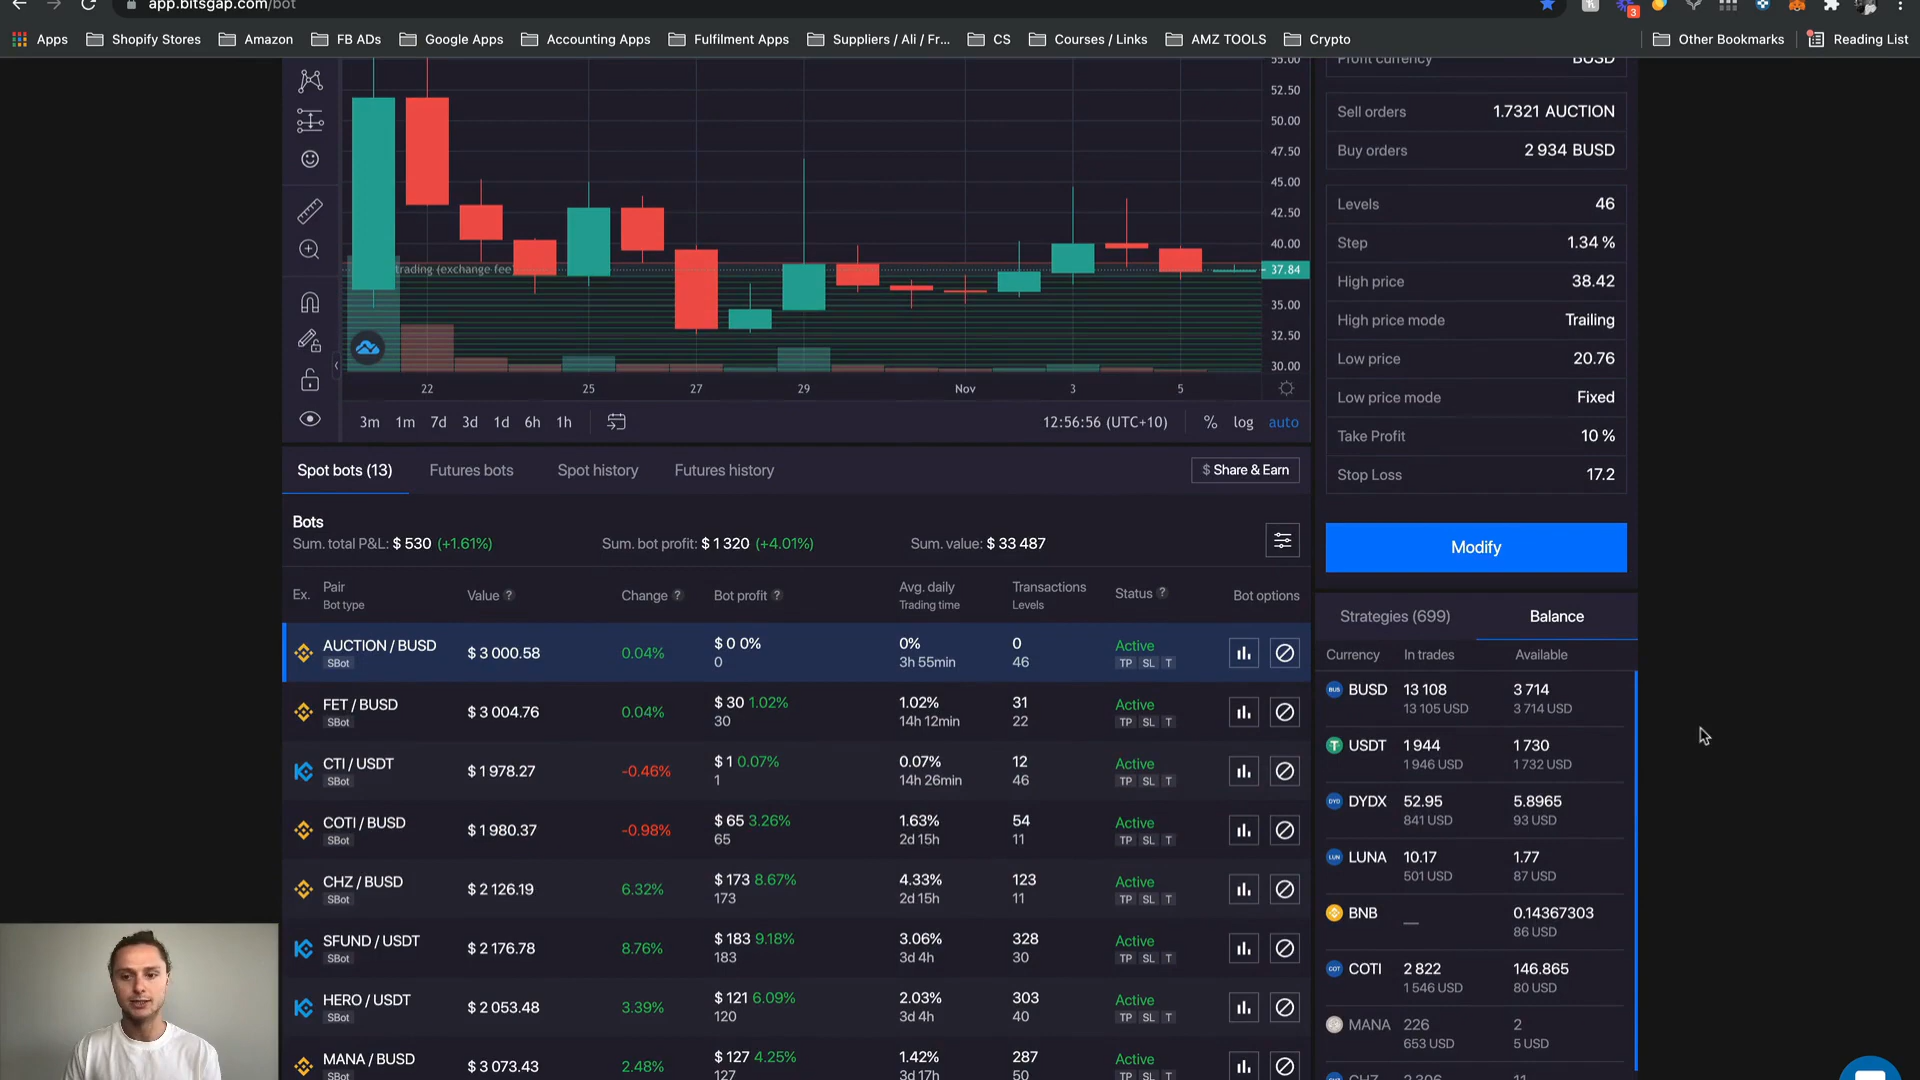 app.bitsgap.com/bot
3
Apps
Shopify Stores
Amazon
FB ADs
Google Apps
Accounting Apps
Fulfilment Apps
Suppliers / Ali / Fr...
CS
Courses / Links
AMZ TOOLS
Crypto
Other Bookmarks
Reading List
55.00
52.50
50.00
47.50
45.00
42.50
40.00
37.84
35.00
32.50
30.00
trading (exchange fee
22
25
27
29
Nov
3
5
3m
1m
7d
3d
1d
6h
1h
12:56:56 (UTC+10)
%
log
auto
Profit currency BUSD
Sell orders 1.7321 AUCTION
Buy orders 2 934 BUSD
Levels 46
Step 1.34 %
High price 38.42
High price mode Trailing
Low price 20.76
Low price mode Fixed
Take Profit 10 %
Stop Loss 17.2
Modify
Spot bots (13)
Futures bots
Spot history
Futures history
$ Share & Earn
Bots
Sum. total P&L: $ 530 (+1.61%)
Sum. bot profit: $ 1 320 (+4.01%)
Sum. value: $ 33 487
Ex.
Pair
Bot type
Value ?
Change ?
Bot profit ?
Avg. daily
Trading time
Transactions
Levels
Status ?
Bot options
AUCTION / BUSD $ 3 000.58 0.04% $ 0 0% 0% 0 Active
SBot 0 3h 55min 46 TP SL T
FET / BUSD $ 3 004.76 0.04% $ 30 1.02% 1.02% 31 Active
SBot 30 14h 12min 22 TP SL T
CTI / USDT $ 1 978.27 -0.46% $ 1 0.07% 0.07% 12 Active
SBot 1 14h 26min 46 TP SL T
COTI / BUSD $ 1 980.37 -0.98% $ 65 3.26% 1.63% 54 Active
SBot 65 2d 15h 11 TP SL T
CHZ / BUSD $ 2 126.19 6.32% $ 173 8.67% 4.33% 123 Active
SBot 173 2d 15h 11 TP SL T
SFUND / USDT $ 2 176.78 8.76% $ 183 9.18% 3.06% 328 Active
SBot 183 3d 4h 30 TP SL T
HERO / USDT $ 2 053.48 3.39% $ 121 6.09% 2.03% 303 Active
SBot 120 3d 4h 40 TP SL T
MANA / BUSD $ 3 073.43 2.48% $ 127 4.25% 1.42% 287 Active
SBot 127 3d 17h 50 TP SL T
Strategies (699)
Balance
Currency In trades Available
BUSD 13 108 3 714
13 105 USD 3 714 USD
USDT 1 944 1 730
1 946 USD 1 732 USD
DYDX 52.95 5.8965
841 USD 93 USD
LUNA 10.17 1.77
501 USD 87 USD
BNB — 0.14367303
86 USD
COTI 2 822 146.865
1 546 USD 80 USD
MANA 226 2
653 USD 5 USD